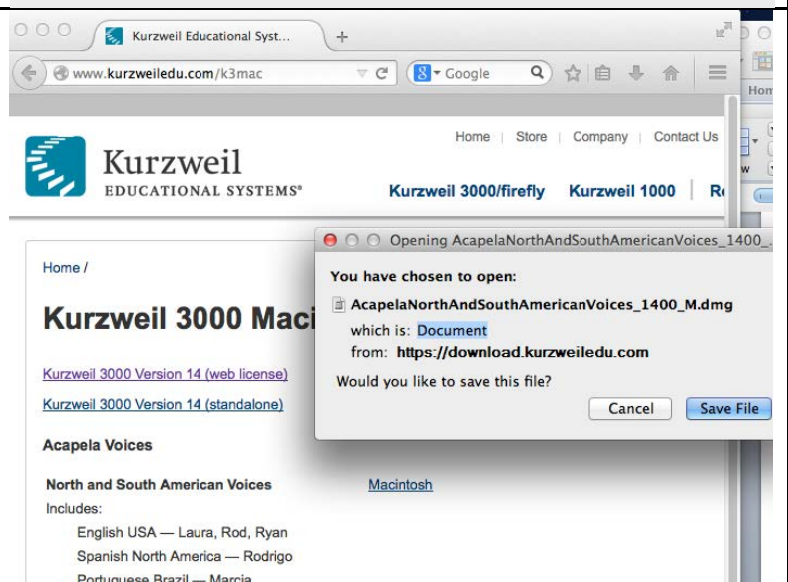 Kurzweil Educational Syst...
www.kurzweiledu.com/k3mac
Google
Hom
Home | Store | Company | Contact Us
Kurzweil
EDUCATIONAL SYSTEMS®
Kurzweil 3000/firefly Kurzweil 1000
w
Opening AcapelaNorthAndSouthAmericanVoices_1400_...
You have chosen to open:
AcapelaNorthAndSouthAmericanVoices_1400_M.dmg
which is: Document
from: https://download.kurzweiledu.com
Would you like to save this file?
Cancel Save File
Home /
Kurzweil 3000 Maci
Kurzweil 3000 Version 14 (web license)
Kurzweil 3000 Version 14 (standalone)
Acapela Voices
North and South American Voices Macintosh
Includes:
English USA — Laura, Rod, Ryan
Spanish North America — Rodrigo
Portuguese Brazil — Marcia